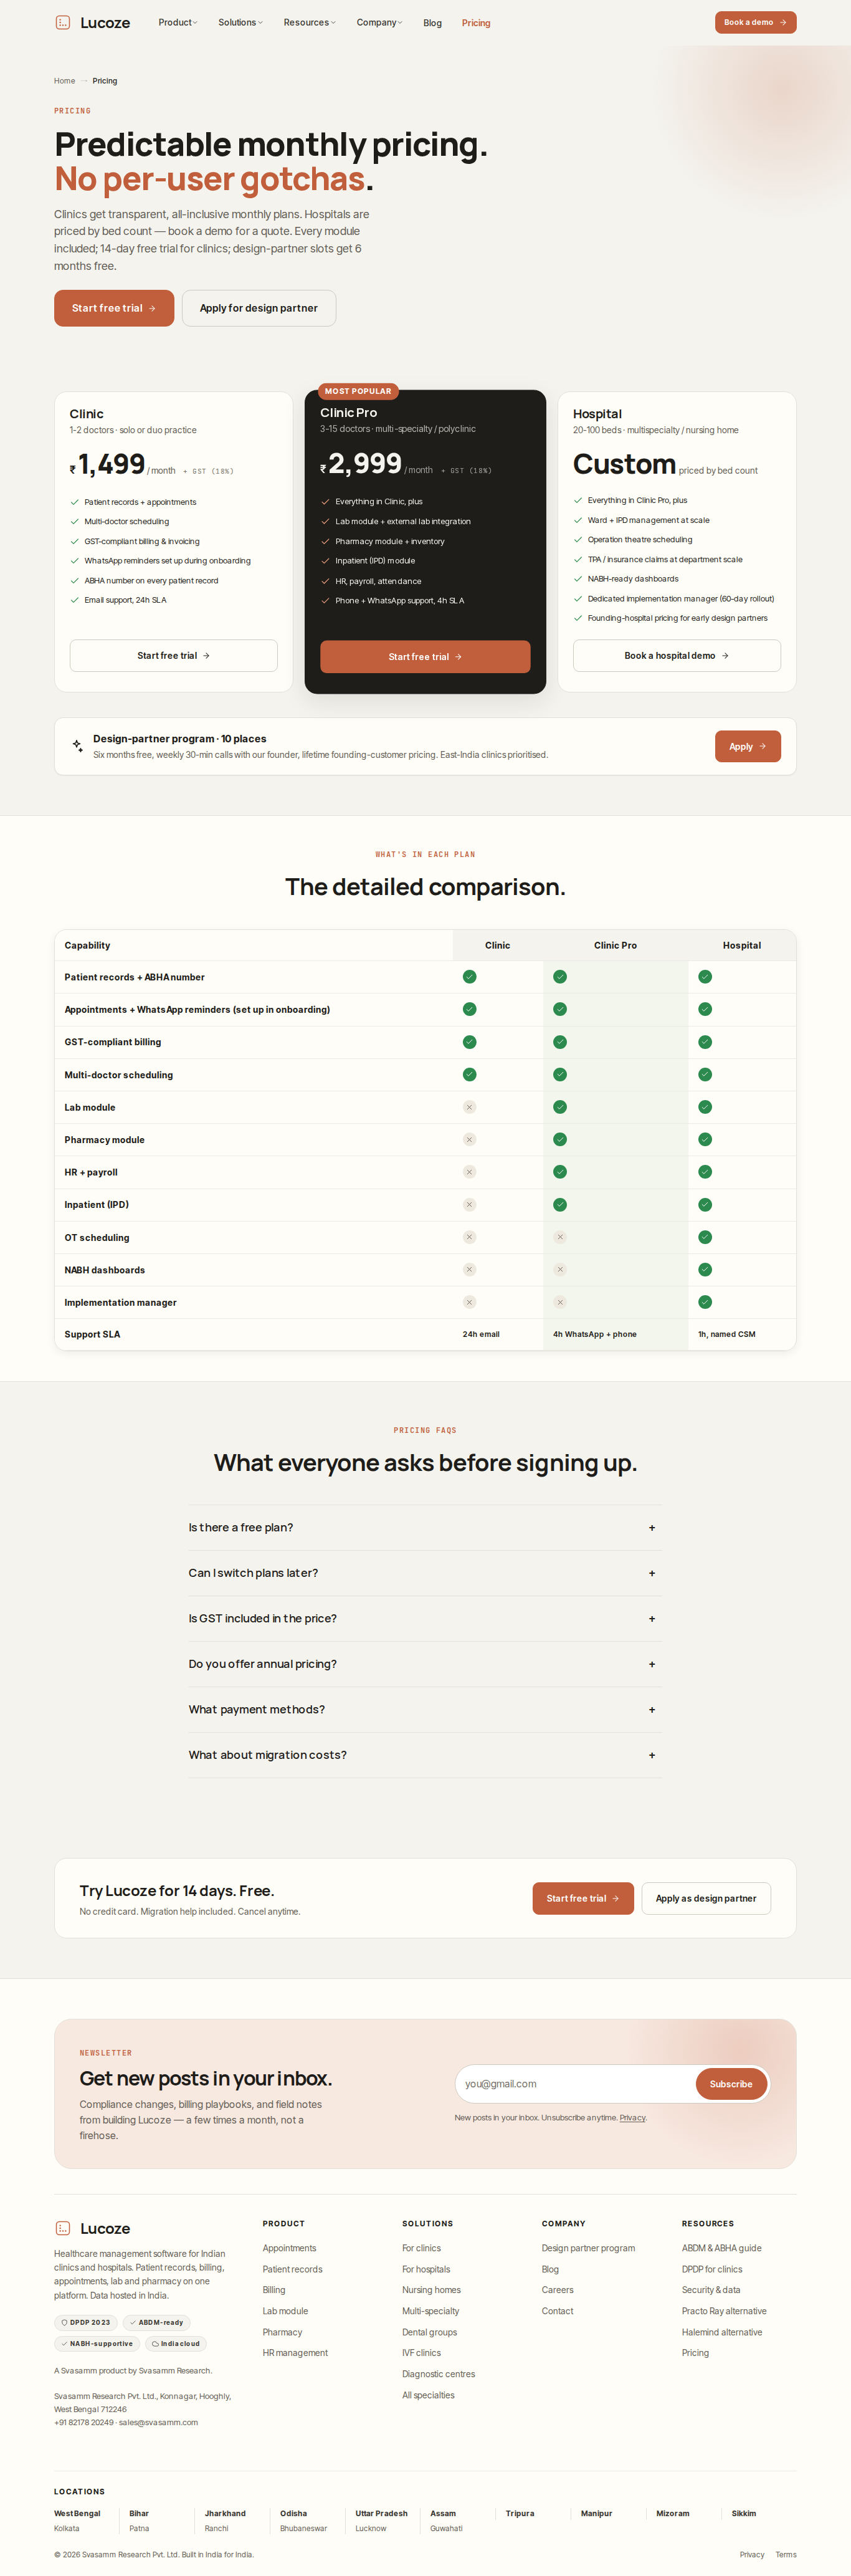 Lucoze
Product
Solutions
Resources
Company
Blog
Pricing
Book a demo →
Home → Pricing
PRICING
Predictable monthly pricing.
No per-user gotchas.
Clinics get transparent, all-inclusive monthly plans. Hospitals are
priced by bed count — book a demo for a quote. Every module
included; 14-day free trial for clinics; design-partner slots get 6
months free.
Start free trial →
Apply for design partner
Clinic
1-2 doctors · solo or duo practice
₹1,499 / month + GST (18%)
Patient records + appointments
Multi-doctor scheduling
GST-compliant billing & invoicing
WhatsApp reminders set up during onboarding
ABHA number on every patient record
Email support, 24h SLA
Start free trial →
MOST POPULAR
Clinic Pro
3-15 doctors · multi-specialty / polyclinic
₹2,999 / month + GST (18%)
Everything in Clinic, plus
Lab module + external lab integration
Pharmacy module + inventory
Inpatient (IPD) module
HR, payroll, attendance
Phone + WhatsApp support, 4h SLA
Start free trial →
Hospital
20-100 beds · multispecialty / nursing home
Custom priced by bed count
Everything in Clinic Pro, plus
Ward + IPD management at scale
Operation theatre scheduling
TPA / insurance claims at department scale
NABH-ready dashboards
Dedicated implementation manager (60-day rollout)
Founding-hospital pricing for early design partners
Book a hospital demo →
Design-partner program · 10 places
Six months free, weekly 30-min calls with our founder, lifetime founding-customer pricing. East-India clinics prioritised.
Apply →
WHAT'S IN EACH PLAN
The detailed comparison.
Capability Clinic Clinic Pro Hospital
Patient records + ABHA number
Appointments + WhatsApp reminders (set up in onboarding)
GST-compliant billing
Multi-doctor scheduling
Lab module
Pharmacy module
HR + payroll
Inpatient (IPD)
OT scheduling
NABH dashboards
Implementation manager
Support SLA 24h email 4h WhatsApp + phone 1h, named CSM
PRICING FAQS
What everyone asks before signing up.
Is there a free plan? +
Can I switch plans later? +
Is GST included in the price? +
Do you offer annual pricing? +
What payment methods? +
What about migration costs? +
Try Lucoze for 14 days. Free.
No credit card. Migration help included. Cancel anytime.
Start free trial →
Apply as design partner
NEWSLETTER
Get new posts in your inbox.
Compliance changes, billing playbooks, and field notes
from building Lucoze — a few times a month, not a
firehose.
you@gmail.com
Subscribe
New posts in your inbox. Unsubscribe anytime. Privacy.
Lucoze
Healthcare management software for Indian
clinics and hospitals. Patient records, billing,
appointments, lab and pharmacy on one
platform. Data hosted in India.
DPDP 2023
ABDM-ready
NABH-supportive
India cloud
A Svasamm product by Svasamm Research.
Svasamm Research Pvt. Ltd., Konnagar, Hooghly,
West Bengal 712246
+91 82178 20249 · sales@svasamm.com
PRODUCT
Appointments
Patient records
Billing
Lab module
Pharmacy
HR management
SOLUTIONS
For clinics
For hospitals
Nursing homes
Multi-specialty
Dental groups
IVF clinics
Diagnostic centres
All specialties
COMPANY
Design partner program
Blog
Careers
Contact
RESOURCES
ABDM & ABHA guide
DPDP for clinics
Security & data
Practo Ray alternative
Halemind alternative
Pricing
LOCATIONS
West Bengal
Kolkata
Bihar
Patna
Jharkhand
Ranchi
Odisha
Bhubaneswar
Uttar Pradesh
Lucknow
Assam
Guwahati
Tripura
Manipur
Mizoram
Sikkim
© 2026 Svasamm Research Pvt. Ltd. Built in India for India.
Privacy Terms